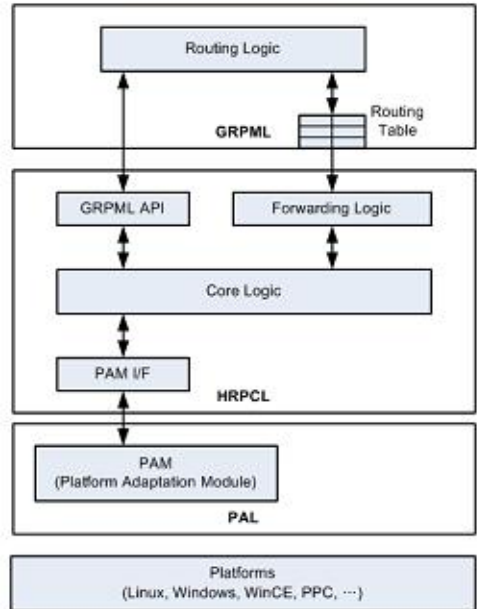 Routing Logic
Routing
Table
GRPML
GRPML API
Forwarding Logic
Core Logic
PAM I/F
HRPCL
PAM
(Platform Adaptation Module)
PAL
Platforms
(Linux, Windows, WinCE, PPC, ⋯)